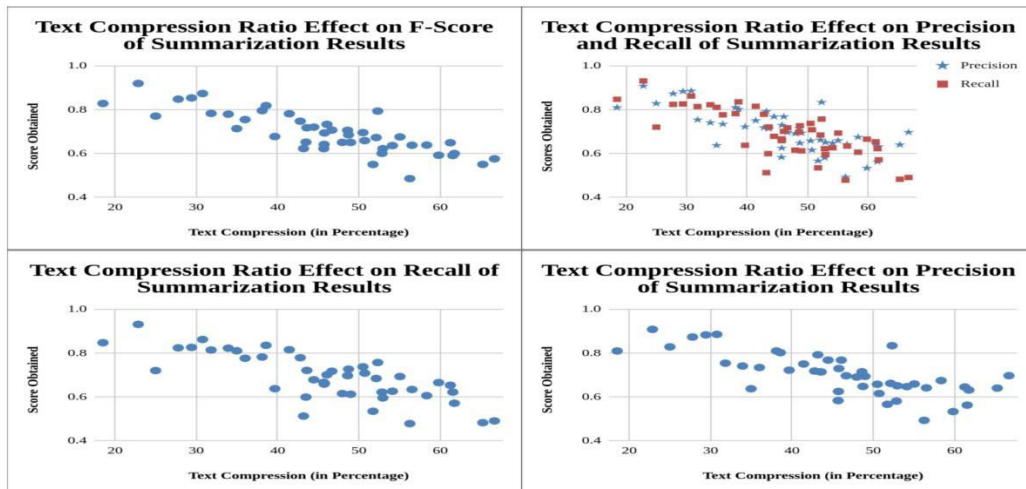 Text Compression Ratio Effect on F-Score
of Summarization Results
1.0
0.8
0.6
0.4
Score Obtained
20
30
40
50
60
Text Compression (in Percentage)
Text Compression Ratio Effect on Precision
and Recall of Summarization Results
Precision
Recall
1.0
0.8
0.6
0.4
Scores Obtained
20
30
40
50
60
Text Compression (in Percentage)
Text Compression Ratio Effect on Recall of
Summarization Results
1.0
0.8
0.6
0.4
Score Obtained
20
30
40
50
60
Text Compression (in Percentage)
Text Compression Ratio Effect on Precision
of Summarization Results
1.0
0.8
0.6
0.4
Score Obtained
20
30
40
50
60
Text Compression (in Percentage)